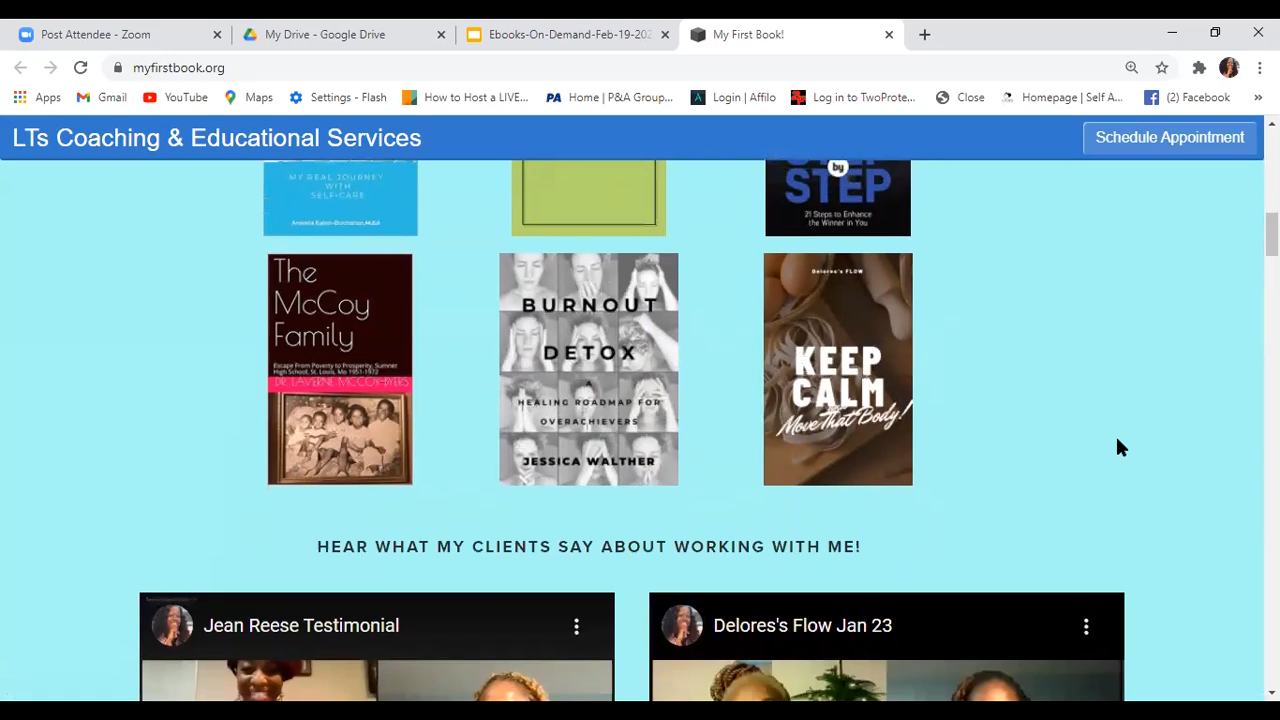 Post Attendee - Zoom
My Drive - Google Drive
Ebooks-On-Demand-Feb-19-202
My First Book!
myfirstbook.org
Apps
Gmail
YouTube
Maps
Settings - Flash
How to Host a LIVE...
PA
Home | P&A Group...
Login | Affilo
Log in to TwoProte...
Close
Homepage | Self A...
(2) Facebook
LTs Coaching & Educational Services
Schedule Appointment
MY REAL JOURNEY
WITH
SELF-CARE
by
STEP
21 Steps to Enhance
the Winner in You
The
McCoy
Family
Escape From Poverty to Prosperity, Sumner
High School, St. Louis, Mo 1951-1972
DR. LAVERNE MCCOY-BYERS
BURNOUT
DETOX
A
HEALING ROADMAP FOR
OVERACHIEVERS
JESSICA WALTHER
Delores's FLOW
KEEP
CALM
Move That Body!
HEAR WHAT MY CLIENTS SAY ABOUT WORKING WITH ME!
Jean Reese Testimonial
Delores's Flow Jan 23